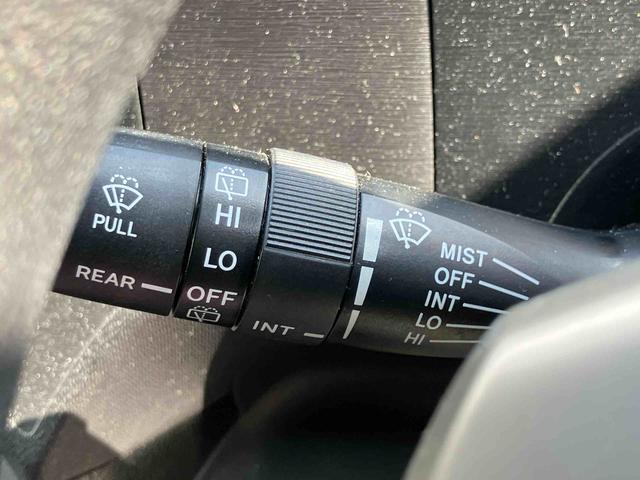 PULL
REAR
HI
LO
OFF
INT
MIST
OFF
INT
LO
HI